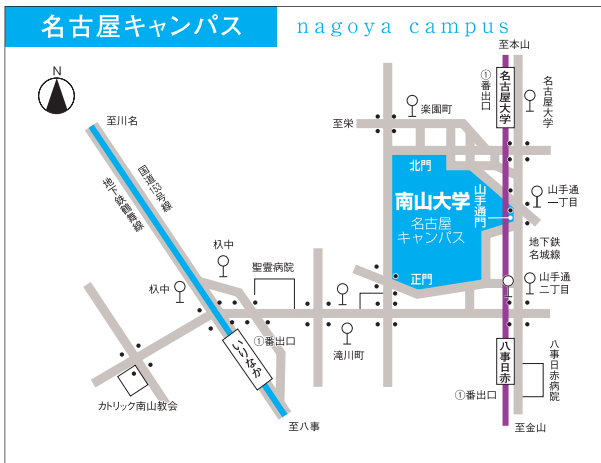 名古屋キャンパス
nagoya campus
至本山
N
①番出口
名古屋大学
名古屋大学
楽園町
至川名
至栄
国道153号線
地下鉄鶴舞線
北門
南山大学
名古屋
キャンパス
山手通門
山手通
一丁目
地下鉄
名城線
杁中
聖霊病院
正門
山手通
二丁目
杁中
①番出口
滝川町
いりなか
八事日赤
八事日赤病院
①番出口
カトリック南山教会
至八事
至金山